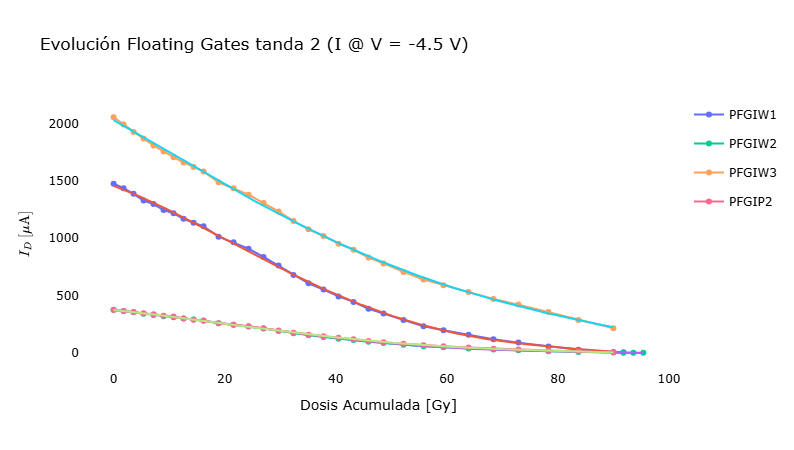 Evolución Floating Gates tanda 2 (I @ V = -4.5 V)
PFGIW1
PFGIW2
PFGIW3
PFGIP2
2000
1500
1000
500
0
I_D [μA]
0 20 40 60 80 100
Dosis Acumulada [Gy]